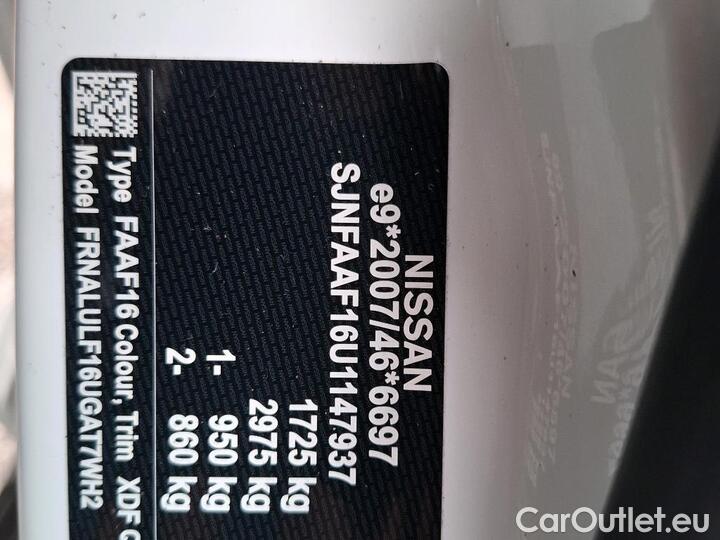 NISSAN
e9*2007/46*6697
SJNFAAF16U1147937
1725 kg
2975 kg
1- 950 kg
2- 860 kg
Type FAAF16 Colour, Trim XDF
Model FRNALULF16UGAT7WH2
CarOutlet.eu